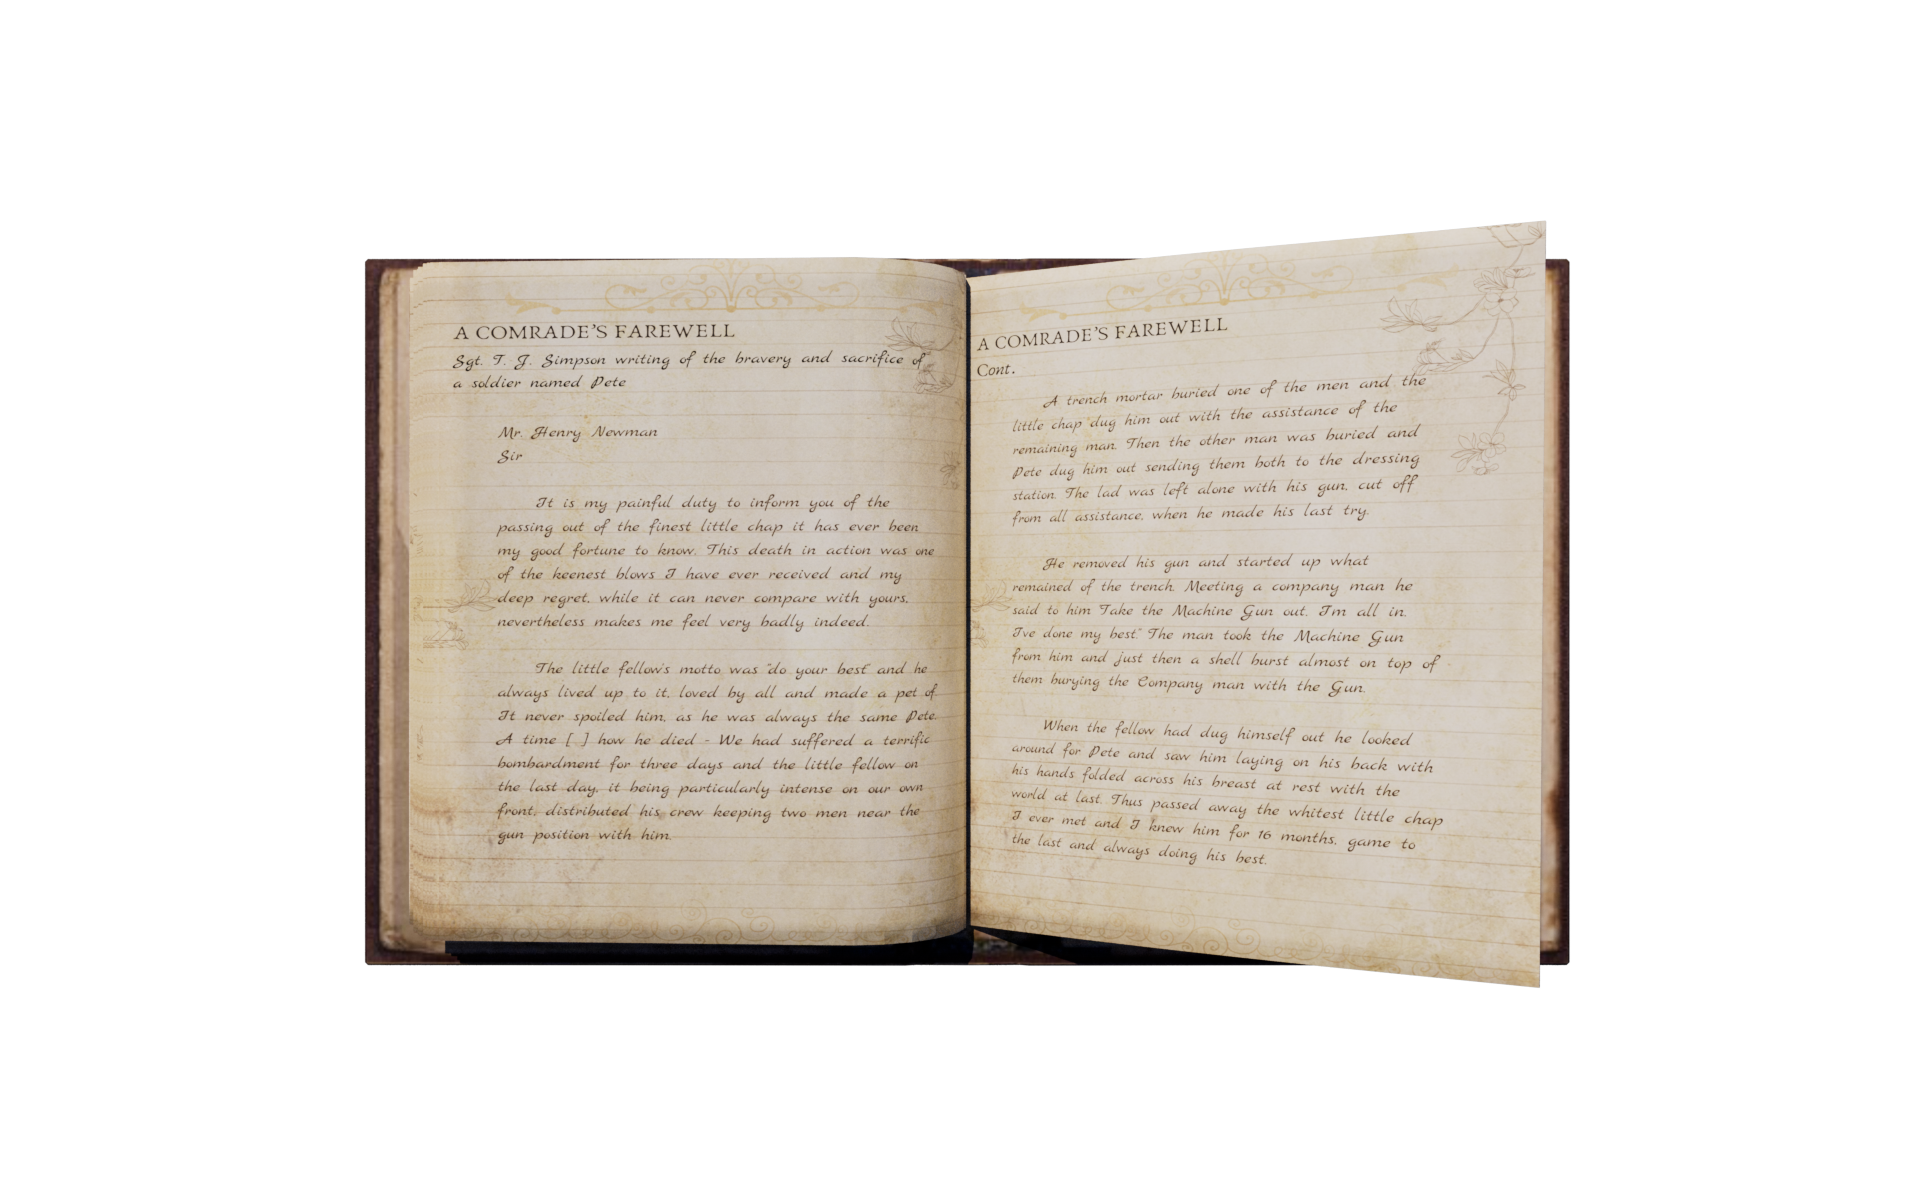 A COMRADE'S FAREWELL
Sgt. T. J. Simpson writing of the bravery and sacrifice of
a soldier named Pete
Mr. Henry Newman
Sir
It is my painful duty to inform you of the
passing out of the finest little chap it has ever been
my good fortune to know. This death in action was one
of the keenest blows I have ever received and my
deep regret, while it can never compare with yours,
nevertheless makes me feel very badly indeed.
The little fellow's motto was "do your best" and he
always lived up to it, loved by all and made a pet of.
It never spoiled him, as he was always the same Pete.
A time [ ] how he died - We had suffered a terrific
bombardment for three days and the little fellow on
the last day, it being particularly intense on our own
front, distributed his crew keeping two men near the
gun position with him.
A COMRADE'S FAREWELL
Cont.
A trench mortar buried one of the men and the
little chap dug him out with the assistance of the
remaining man. Then the other man was buried and
Pete dug him out sending them both to the dressing
station. The lad was left alone with his gun, cut off
from all assistance, when he made his last try.
He removed his gun and started up what
remained of the trench. Meeting a company man he
said to him Take the Machine Gun out. I'm all in.
I've done my best." The man took the Machine Gun
from him and just then a shell burst almost on top of
them burying the Company man with the Gun.
When the fellow had dug himself out he looked
around for Pete and saw him laying on his back with
his hands folded across his breast at rest with the
world at last. Thus passed away the whitest little chap
I ever met and I knew him for 16 months, game to
the last and always doing his best.